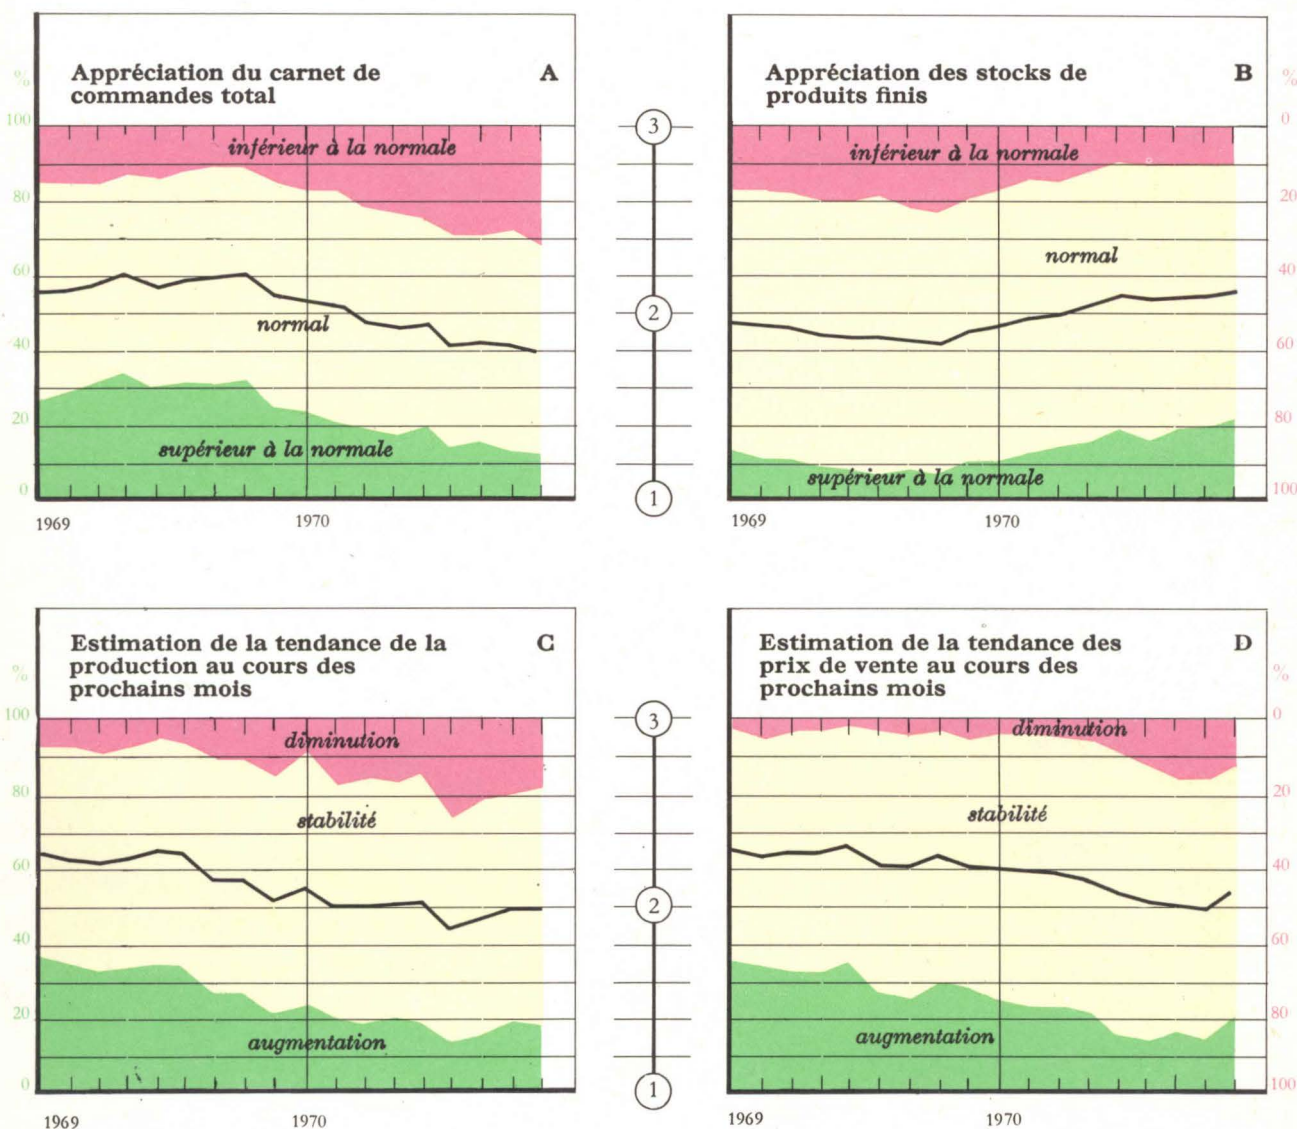 Appréciation du carnet de
commandes total
A
%
100
80
60
40
20
0
inférieur à la normale
normal
supérieur à la normale
1969
1970
3
2
1
Appréciation des stocks de
produits finis
B
%
0
20
40
60
80
100
inférieur à la normale
normal
supérieur à la normale
1969
1970
Estimation de la tendance de la
production au cours des
prochains mois
C
%
100
80
60
40
20
0
diminution
stabilité
augmentation
1969
1970
3
2
1
Estimation de la tendance des
prix de vente au cours des
prochains mois
D
%
0
20
40
60
80
100
diminution
stabilité
augmentation
1969
1970